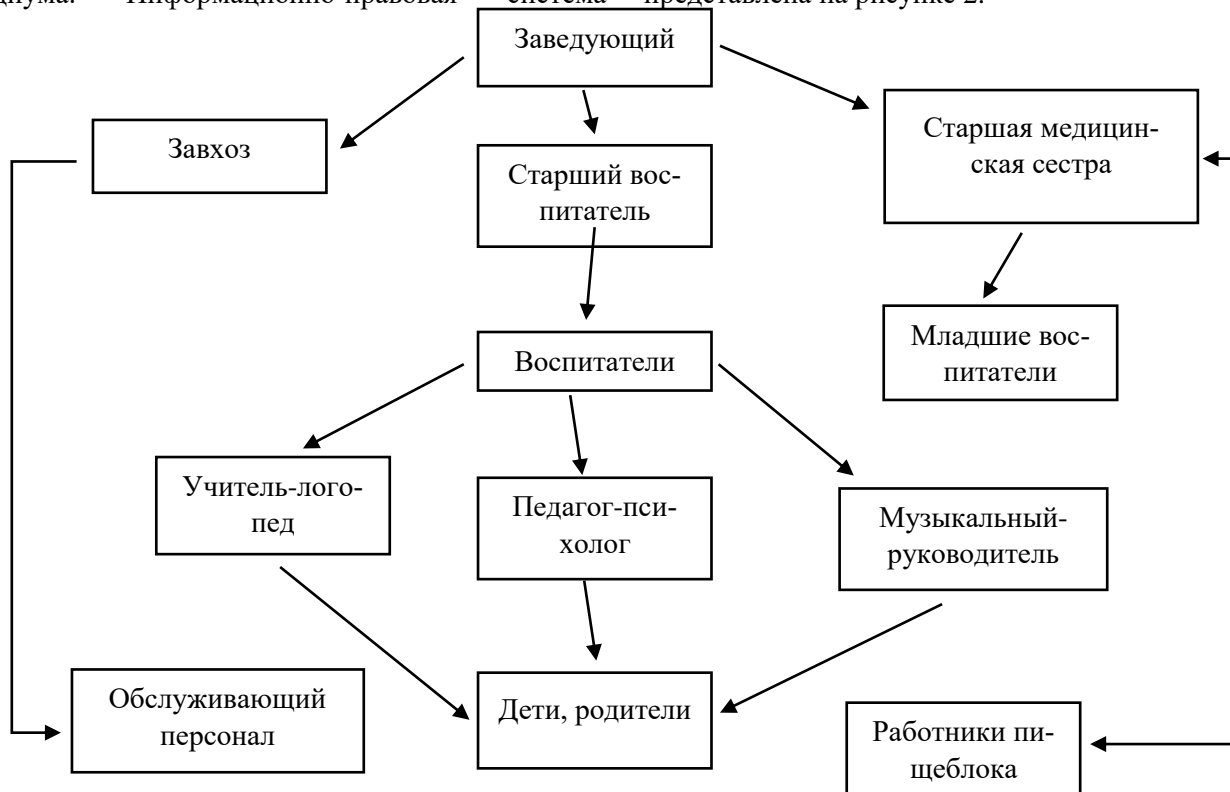 диума. Информационно-правовая система представлена на рисунке 2.
Заведующий
Завхоз
Старшая медицин-
ская сестра
Старший вос-
питатель
Младшие вос-
питатели
Воспитатели
Учитель-лого-
пед
Педагог-пси-
холог
Музыкальный-
руководитель
Обслуживающий
персонал
Дети, родители
Работники пи-
щеблока